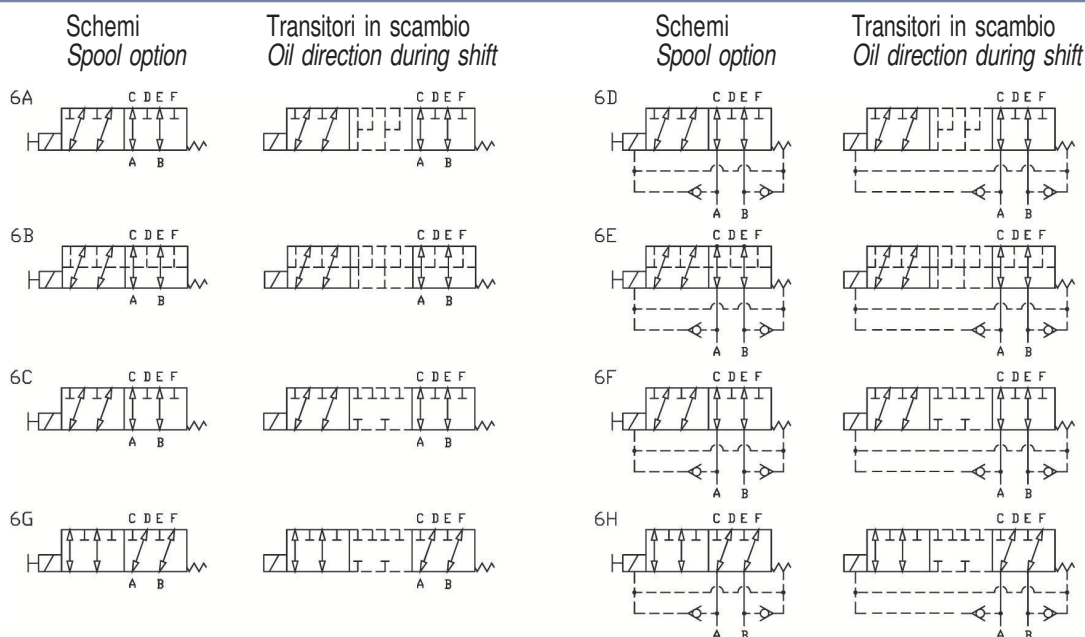 Schemi
Spool option
Transitori in scambio
Oil direction during shift
Schemi
Spool option
Transitori in scambio
Oil direction during shift
6A
C D E F
A B
C D E F
A B
6D
C D E F
A B
C D E F
A B
6B
C D E F
A B
C D E F
A B
6E
C D E F
A B
C D E F
A B
6C
C D E F
A B
C D E F
A B
6F
C D E F
A B
C D E F
A B
6G
C D E F
A B
C D E F
A B
6H
C D E F
A B
C D E F
A B